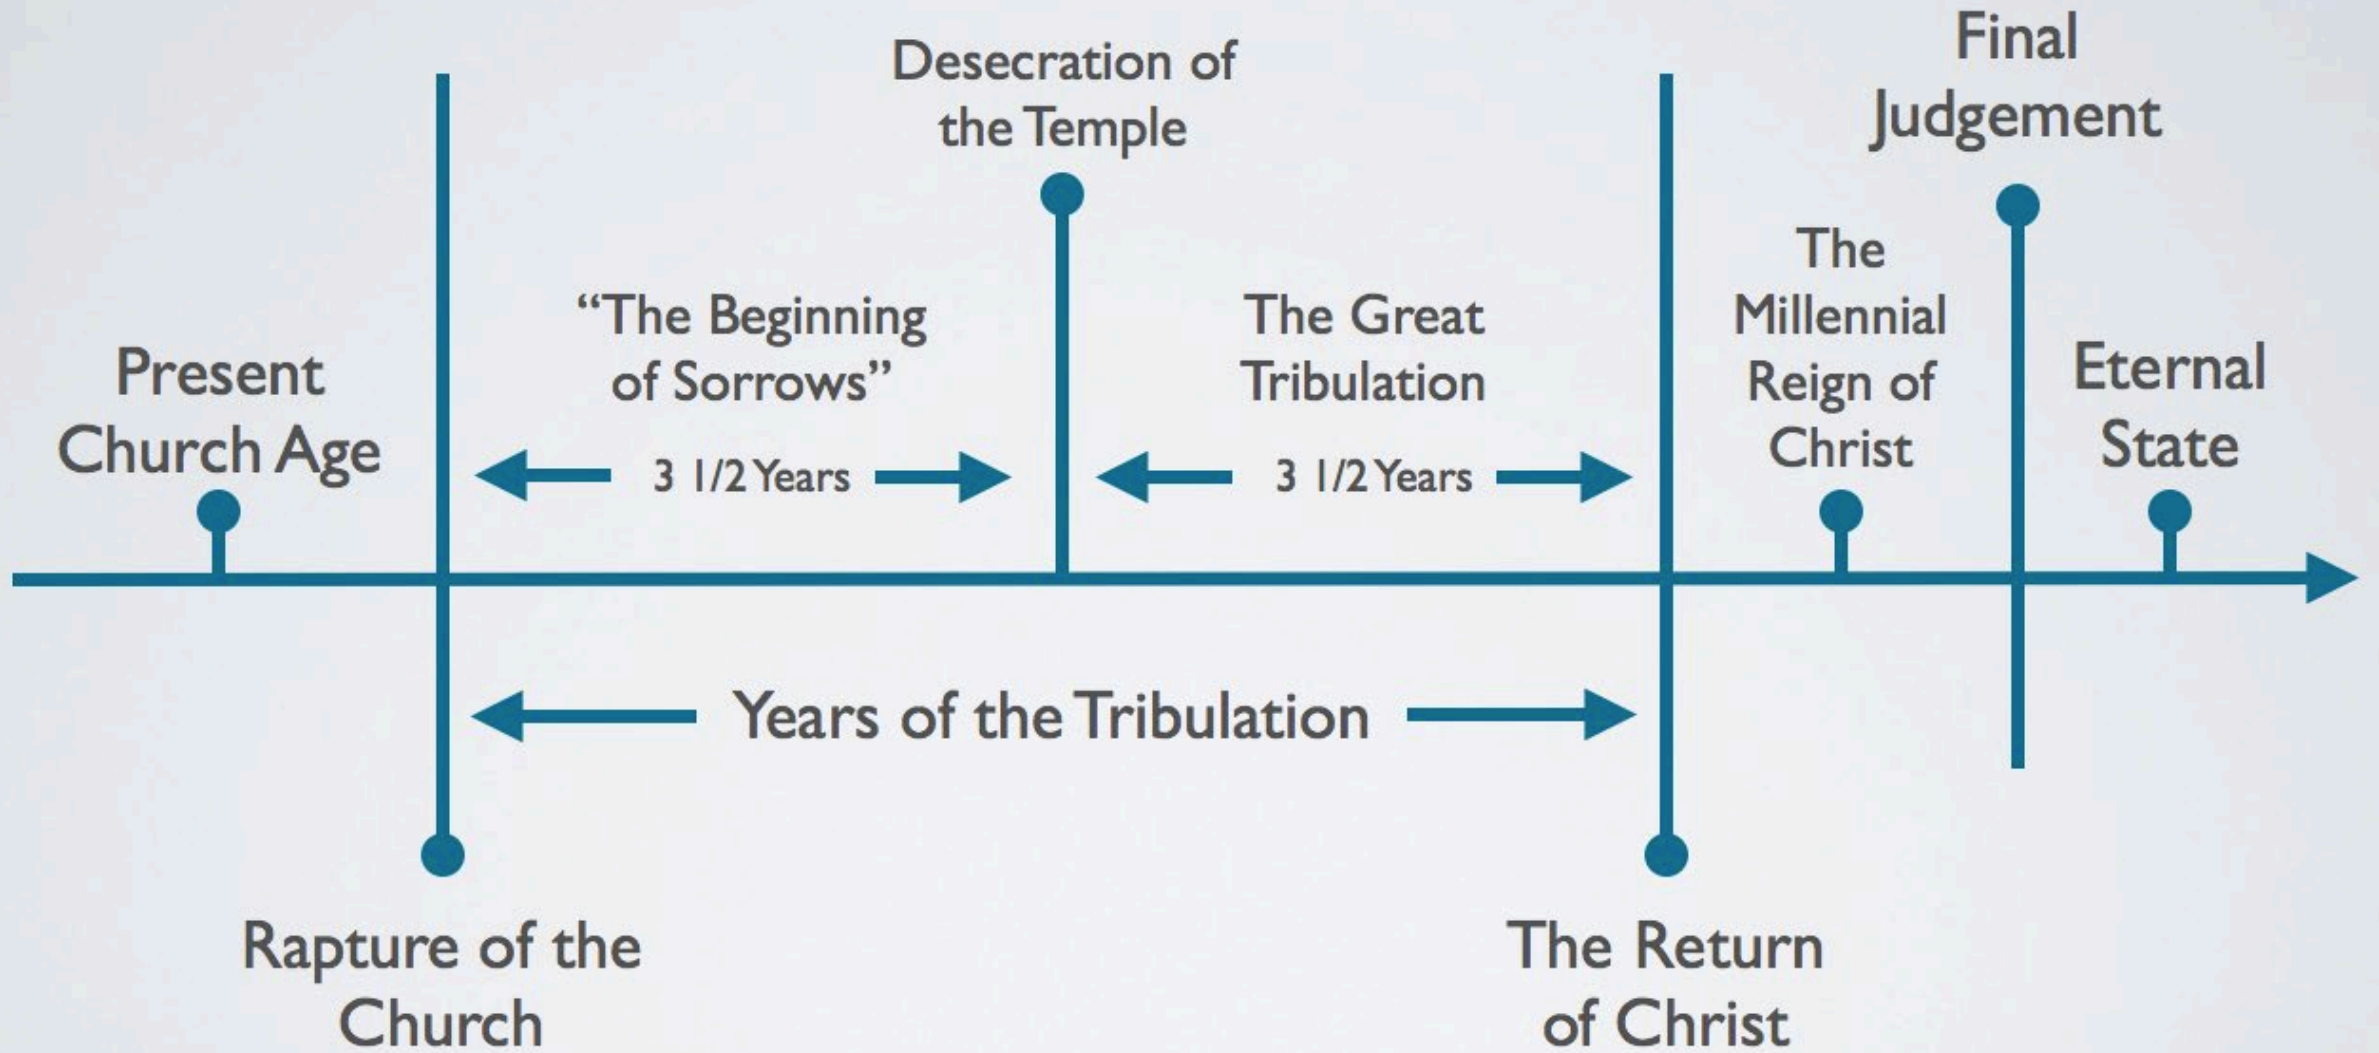 Present
Church Age
Rapture of the
Church
“The Beginning
of Sorrows”
3 1/2 Years
Desecration of
the Temple
The Great
Tribulation
3 1/2 Years
Years of the Tribulation
The Return
of Christ
The
Millennial
Reign of
Christ
Final
Judgement
Eternal
State